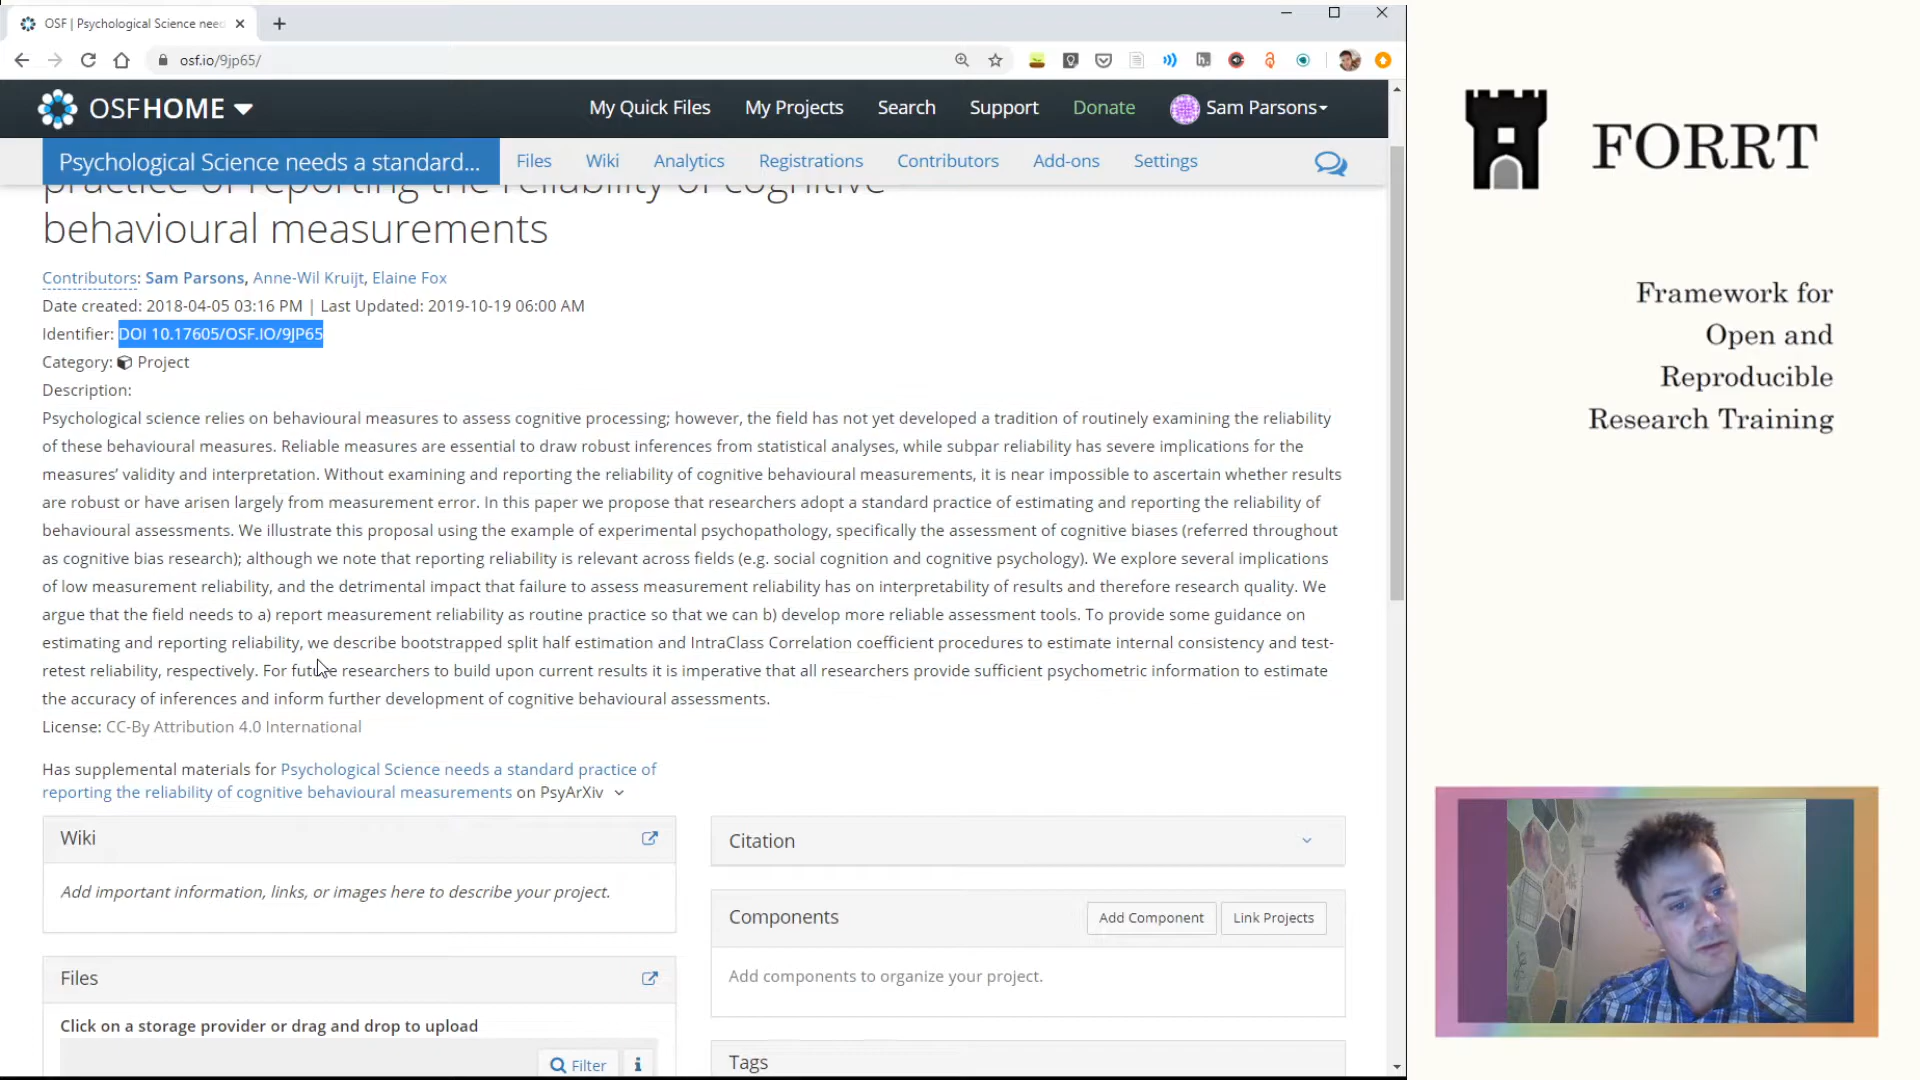 OSF | Psychological Science nee
osf.io/9jp65/
OSFHOME
My Quick Files
My Projects
Search
Support
Donate
Sam Parsons
Psychological Science needs a standard...
Files
Wiki
Analytics
Registrations
Contributors
Add-ons
Settings
practice of reporting the reliability of cognitive
behavioural measurements
Contributors: Sam Parsons, Anne-Wil Kruijt, Elaine Fox
Date created: 2018-04-05 03:16 PM | Last Updated: 2019-10-19 06:00 AM
Identifier: DOI 10.17605/OSF.IO/9JP65
Category: Project
Description:
Psychological science relies on behavioural measures to assess cognitive processing; however, the field has not yet developed a tradition of routinely examining the reliability
of these behavioural measures. Reliable measures are essential to draw robust inferences from statistical analyses, while subpar reliability has severe implications for the
measures’ validity and interpretation. Without examining and reporting the reliability of cognitive behavioural measurements, it is near impossible to ascertain whether results
are robust or have arisen largely from measurement error. In this paper we propose that researchers adopt a standard practice of estimating and reporting the reliability of
behavioural assessments. We illustrate this proposal using the example of experimental psychopathology, specifically the assessment of cognitive biases (referred throughout
as cognitive bias research); although we note that reporting reliability is relevant across fields (e.g. social cognition and cognitive psychology). We explore several implications
of low measurement reliability, and the detrimental impact that failure to assess measurement reliability has on interpretability of results and therefore research quality. We
argue that the field needs to a) report measurement reliability as routine practice so that we can b) develop more reliable assessment tools. To provide some guidance on
estimating and reporting reliability, we describe bootstrapped split half estimation and IntraClass Correlation coefficient procedures to estimate internal consistency and test-
retest reliability, respectively. For future researchers to build upon current results it is imperative that all researchers provide sufficient psychometric information to estimate
the accuracy of inferences and inform further development of cognitive behavioural assessments.
License: CC-By Attribution 4.0 International
Has supplemental materials for Psychological Science needs a standard practice of
reporting the reliability of cognitive behavioural measurements on PsyArXiv
Wiki
Add important information, links, or images here to describe your project.
Files
Click on a storage provider or drag and drop to upload
Filter
Citation
Components
Add Component
Link Projects
Add components to organize your project.
Tags
FORRT
Framework for
Open and
Reproducible
Research Training